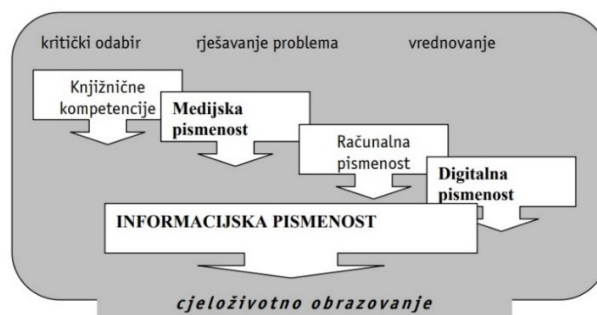 kritički odabir rješavanje problema vrednovanje
Knjižnične
kompetencije
Medijska
pismenost
Računalna
pismenost
Digitalna
pismenost
INFORMACIJSKA PISMENOST
cjeloživotno obrazovanje